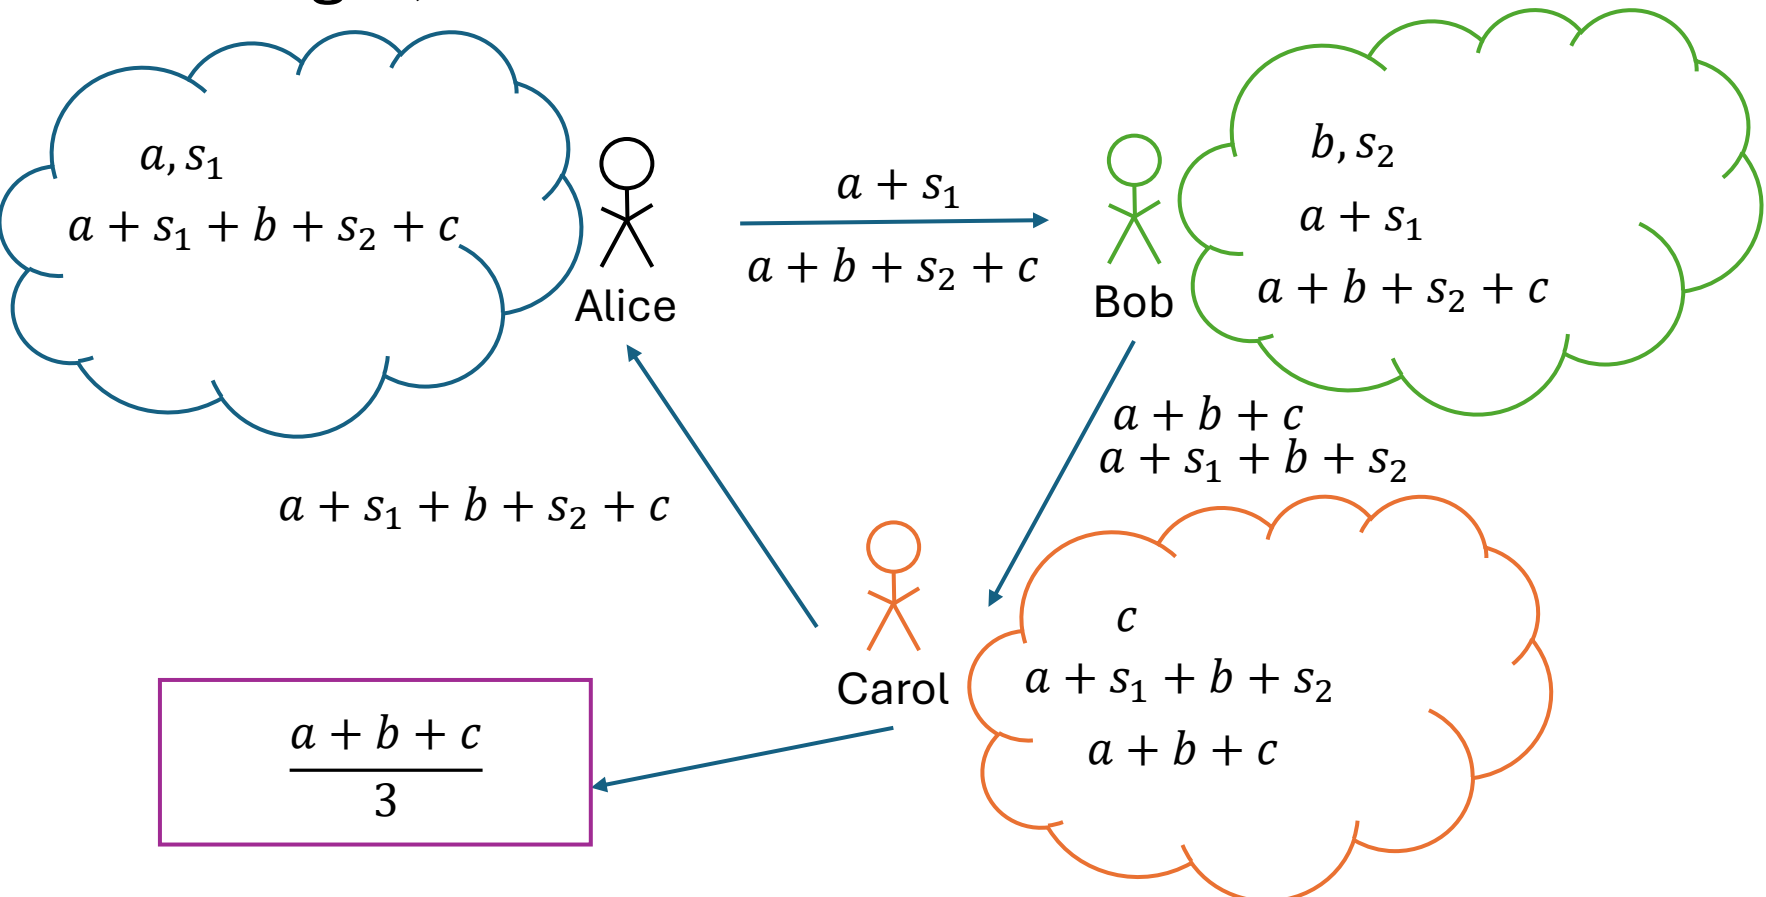 a, s₁
a + s₁ + b + s₂ + c
Alice
a + s₁
a + b + s₂ + c
Bob
b, s₂
a + s₁
a + b + s₂ + c
a + b + c
a + s₁ + b + s₂
a + s₁ + b + s₂ + c
Carol
c
a + s₁ + b + s₂
a + b + c
a + b + c
3